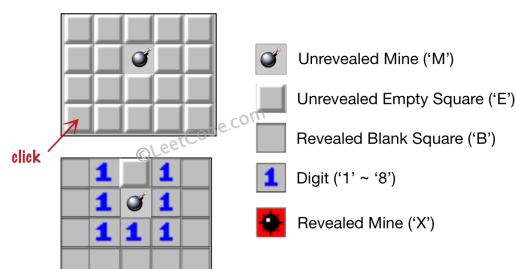 Unrevealed Mine ('M')
Unrevealed Empty Square ('E')
©LeetCode.com
Revealed Blank Square ('B')
click
1 1
1 Digit ('1' ~ '8')
1 1
1 1 1
Revealed Mine ('X')